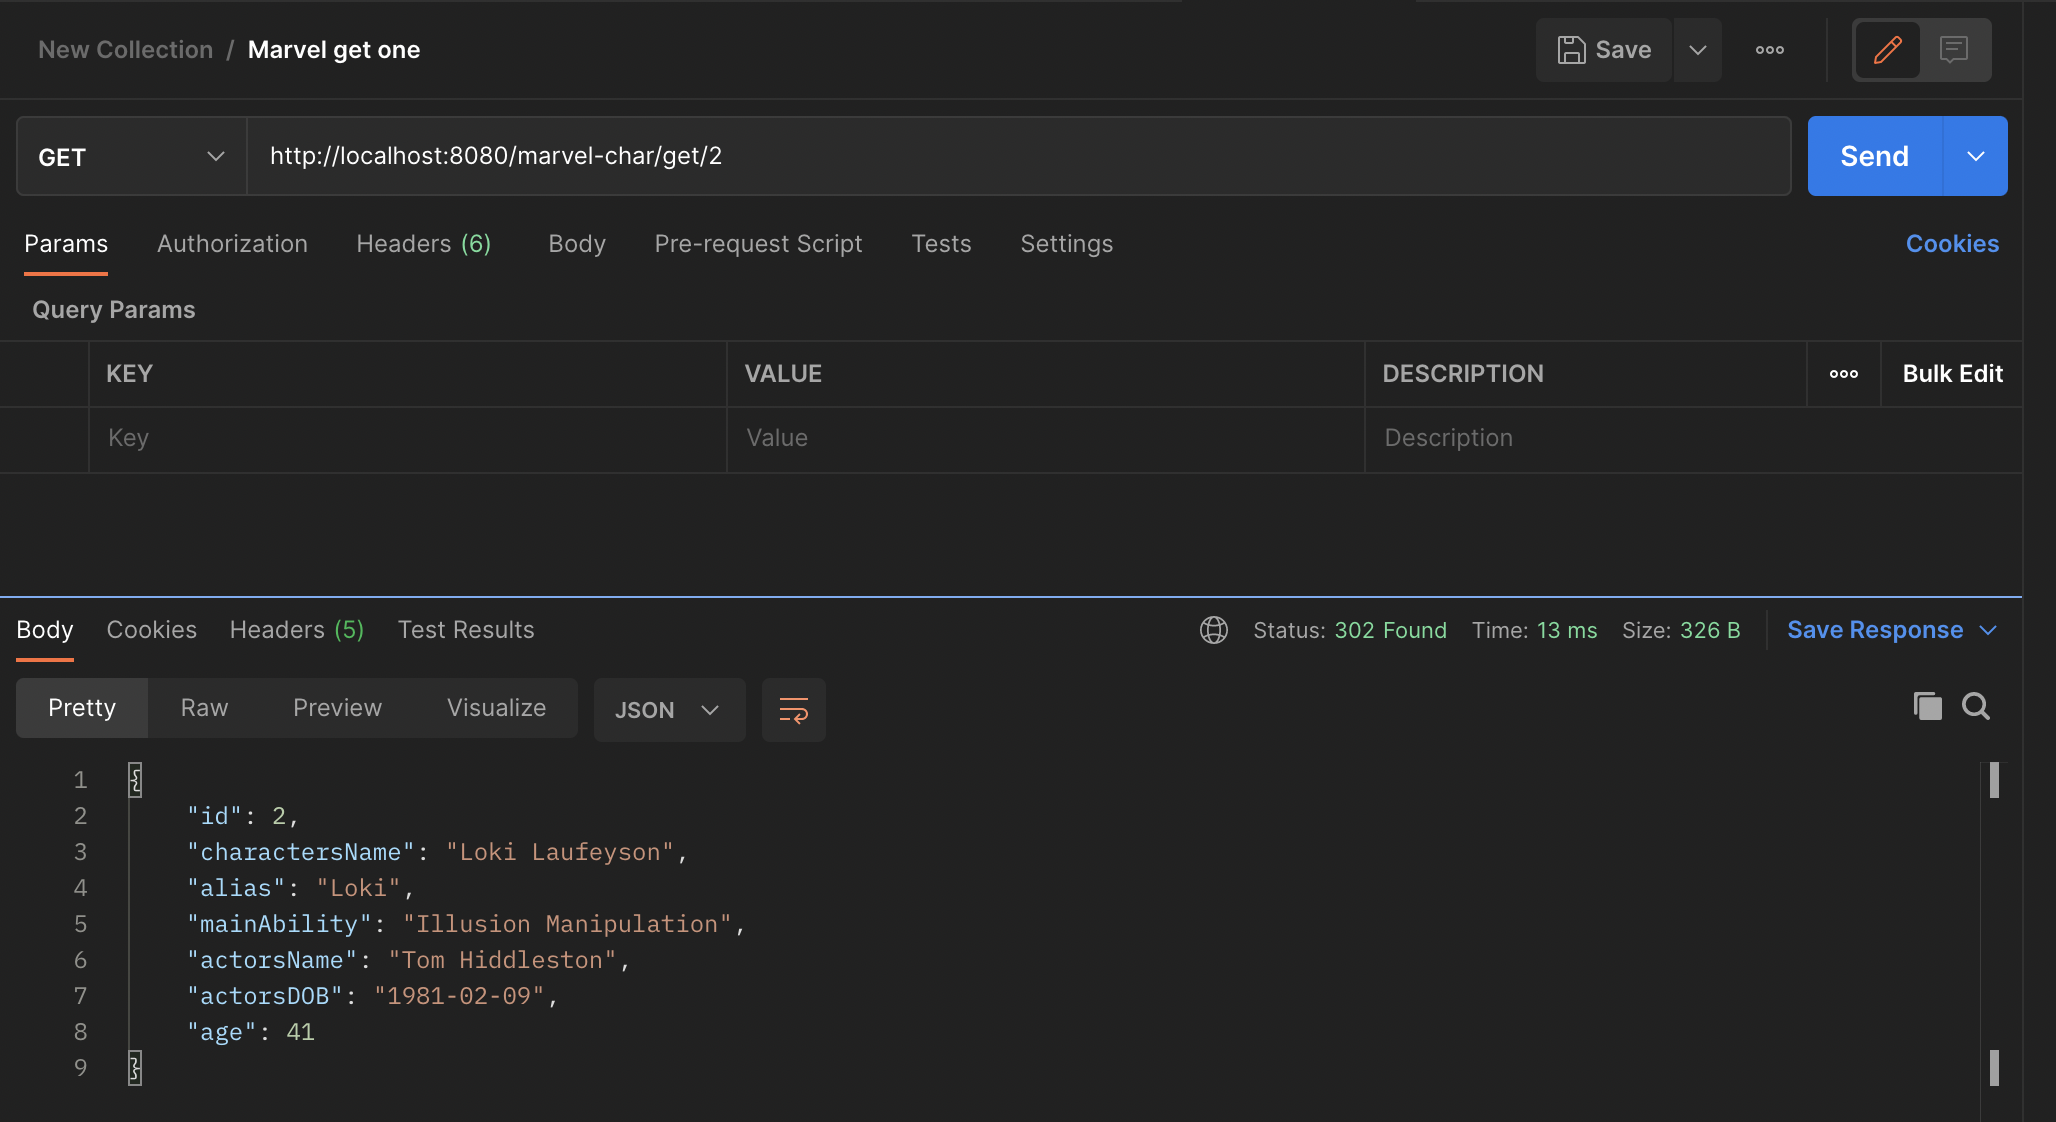 New Collection / Marvel get one
Save
GET
http://localhost:8080/marvel-char/get/2
Send
Params Authorization Headers (6) Body Pre-request Script Tests Settings Cookies
Query Params
KEY VALUE DESCRIPTION Bulk Edit
Key Value Description
Body Cookies Headers (5) Test Results Status: 302 Found Time: 13 ms Size: 326 B Save Response
Pretty Raw Preview Visualize JSON
1 {
2 "id": 2,
3 "charactersName": "Loki Laufeyson",
4 "alias": "Loki",
5 "mainAbility": "Illusion Manipulation",
6 "actorsName": "Tom Hiddleston",
7 "actorsDOB": "1981-02-09",
8 "age": 41
9 }